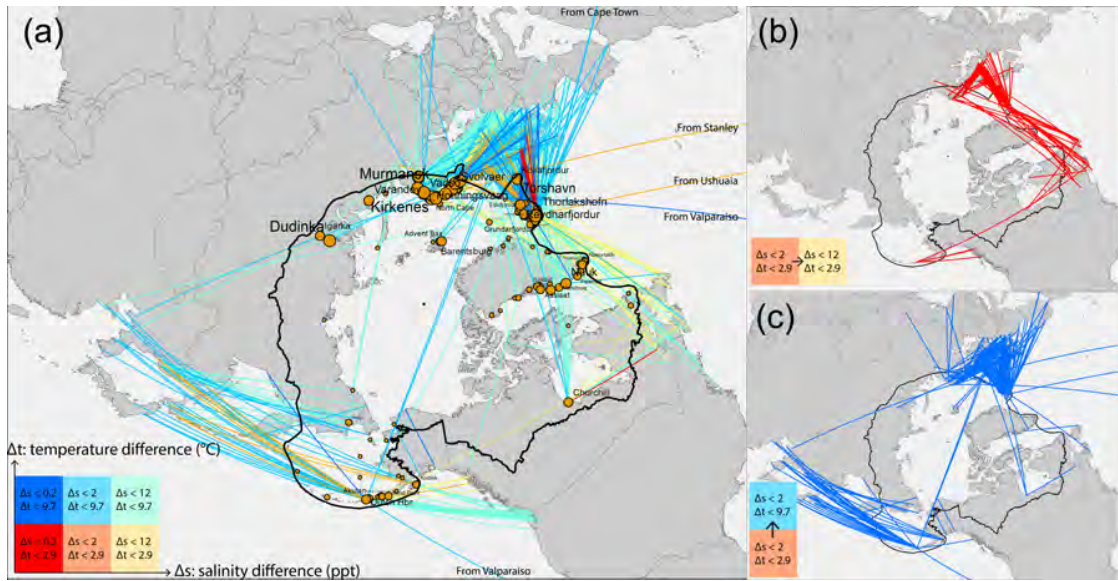 (a)
From Cape Town
From Stanley
From Ushuaia
From Valparaiso
Murmansk
Svolvaer
Varande
Kirkenes
North Cape
Torshavn
Thorlakshofn
Dudinka
Igarka
Advent Bay
Barentsburg
Nuuk
Churchill
Δt: temperature difference (°C)
Δs < 0.2
Δt < 9.7
Δs < 2
Δt < 9.7
Δs < 12
Δt < 9.7
Δs < 0.2
Δt < 2.9
Δs < 2
Δt < 2.9
Δs < 12
Δt < 2.9
Δs: salinity difference (ppt)
From Valparaiso
(b)
Δs < 2
Δt < 2.9
Δs < 12
Δt < 2.9
(c)
Δs < 2
Δt < 9.7
Δs < 2
Δt < 2.9